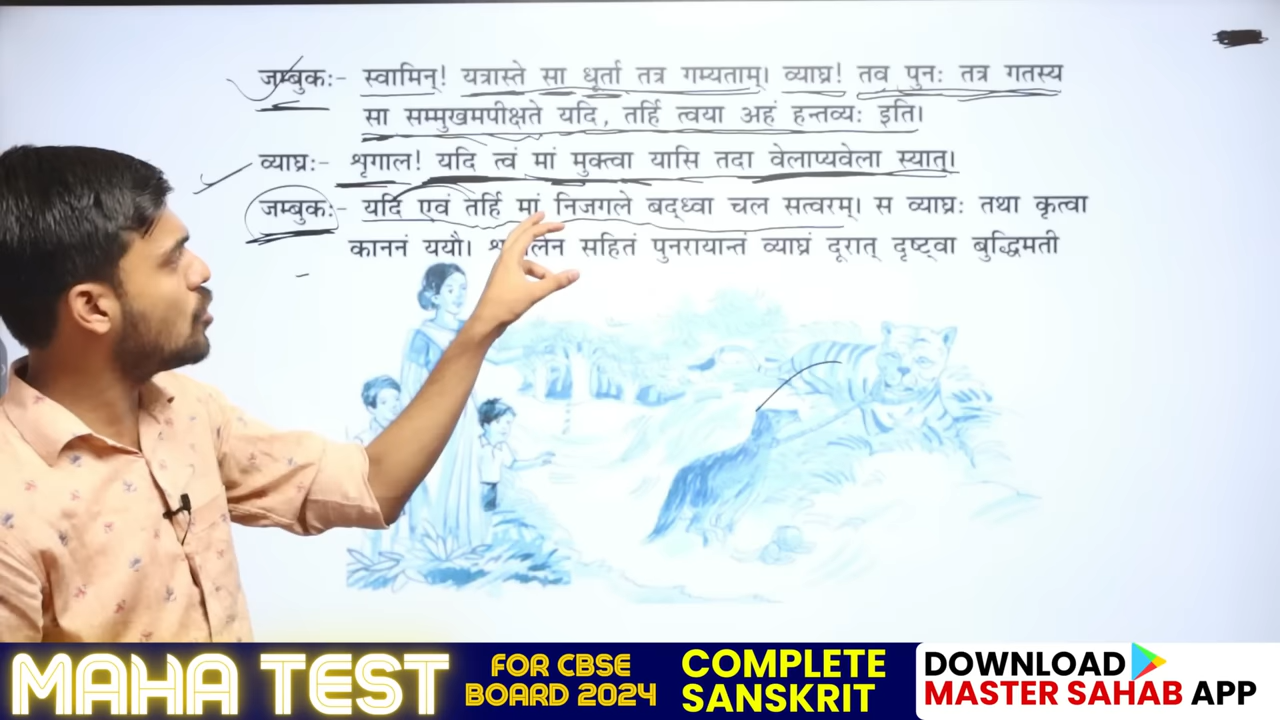 जम्बुकः- स्वामिन्! यत्रास्ते सा धूर्ता तत्र गम्यताम्। व्याघ्र! तव पुनः तत्र गतस्य
सा सम्मुखमपीक्षते यदि, तर्हि त्वया अहं हन्तव्यः इति।
व्याघ्रः- शृगाल! यदि त्वं मां मुक्त्वा यासि तदा वेलाप्यवेला स्यात्।
जम्बुकः- यदि एवं तर्हि मां निजगले बद्ध्वा चल सत्वरम्। स व्याघ्रः तथा कृत्वा
काननं ययौ। सहितं पुनरायान्तं व्याघ्रं दूरात् दृष्ट्वा बुद्धिमती
MAHA TEST
FOR CBSE
BOARD 2024
COMPLETE
SANSKRIT
DOWNLOAD
MASTER SAHAB APP